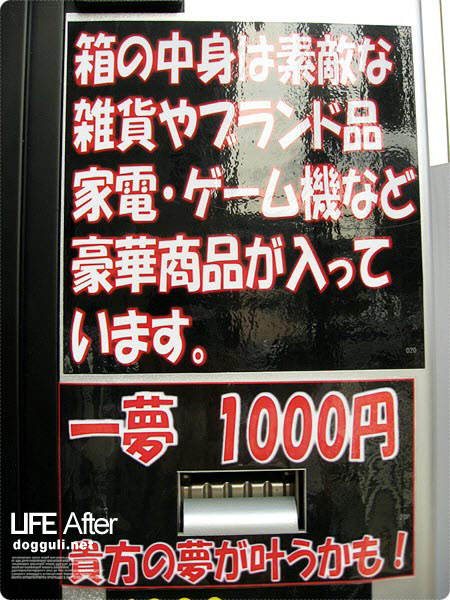 箱の中身は素敵な
雑貨やブランド品
家電・ゲーム機など
豪華商品が入って
います。
020
一夢 1000円
貴方の夢が叶うかも！
LIFE After
dogguli.net